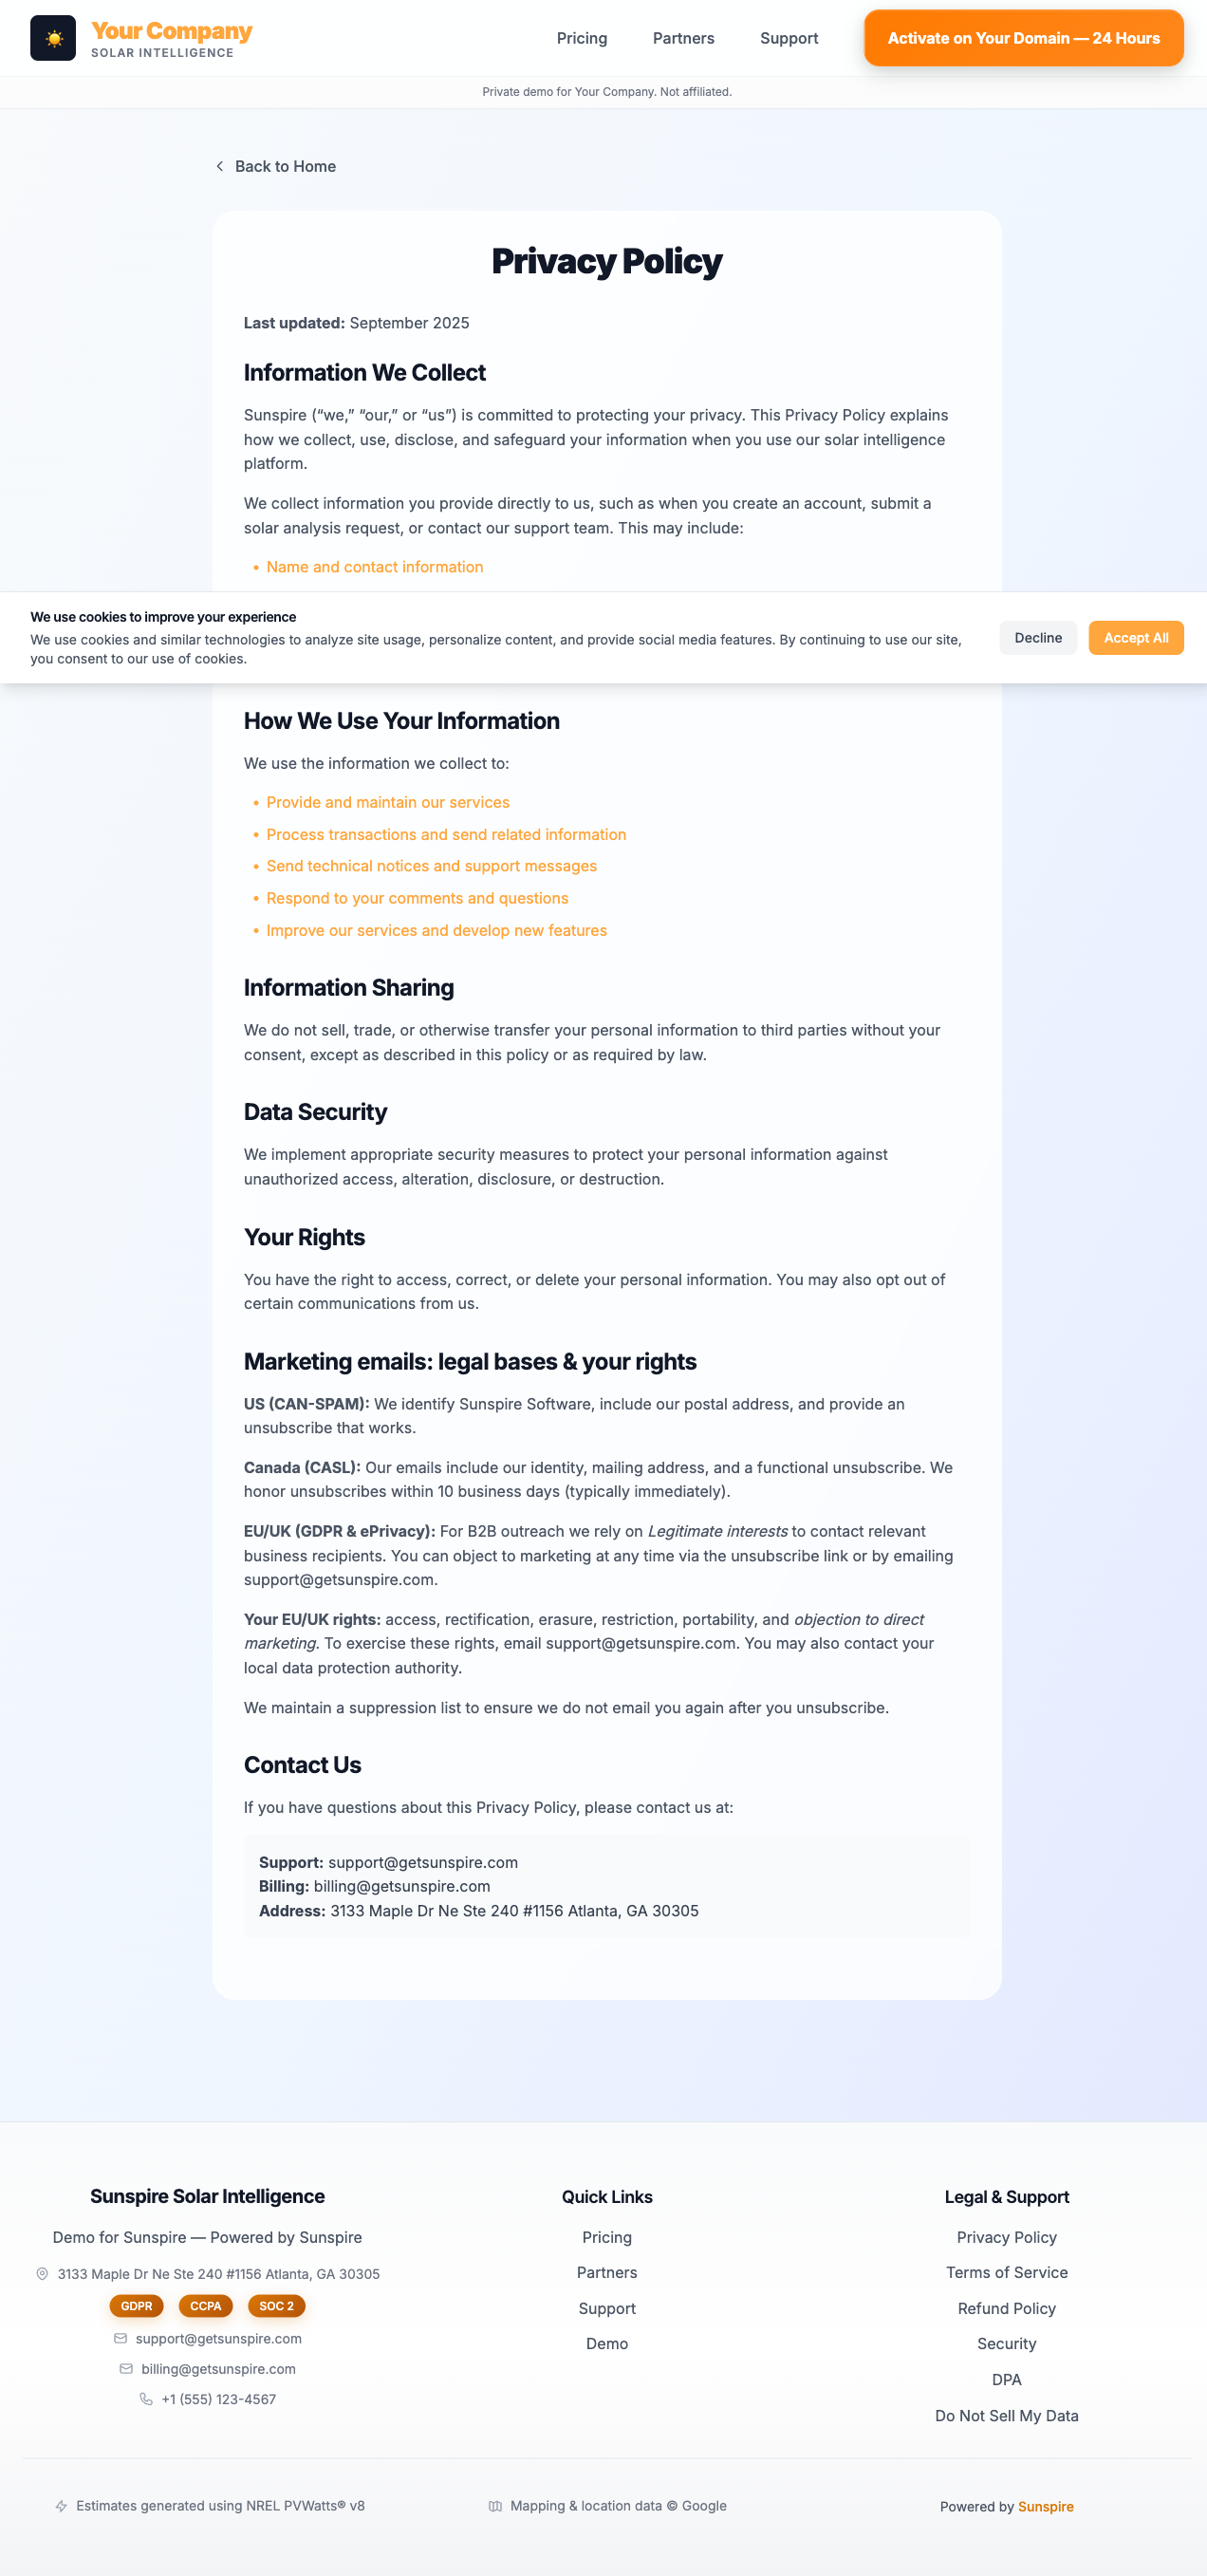 Your Company
SOLAR INTELLIGENCE
Pricing
Partners
Support
Activate on Your Domain — 24 Hours
Private demo for Your Company. Not affiliated.
Back to Home
Privacy Policy
Last updated: September 2025
Information We Collect
Sunspire (“we,” “our,” or “us”) is committed to protecting your privacy. This Privacy Policy explains
how we collect, use, disclose, and safeguard your information when you use our solar intelligence
platform.
We collect information you provide directly to us, such as when you create an account, submit a
solar analysis request, or contact our support team. This may include:
• Name and contact information
We use cookies to improve your experience
We use cookies and similar technologies to analyze site usage, personalize content, and provide social media features. By continuing to use our site,
you consent to our use of cookies.
Decline
Accept All
How We Use Your Information
We use the information we collect to:
• Provide and maintain our services
• Process transactions and send related information
• Send technical notices and support messages
• Respond to your comments and questions
• Improve our services and develop new features
Information Sharing
We do not sell, trade, or otherwise transfer your personal information to third parties without your
consent, except as described in this policy or as required by law.
Data Security
We implement appropriate security measures to protect your personal information against
unauthorized access, alteration, disclosure, or destruction.
Your Rights
You have the right to access, correct, or delete your personal information. You may also opt out of
certain communications from us.
Marketing emails: legal bases & your rights
US (CAN-SPAM): We identify Sunspire Software, include our postal address, and provide an
unsubscribe that works.
Canada (CASL): Our emails include our identity, mailing address, and a functional unsubscribe. We
honor unsubscribes within 10 business days (typically immediately).
EU/UK (GDPR & ePrivacy): For B2B outreach we rely on Legitimate interests to contact relevant
business recipients. You can object to marketing at any time via the unsubscribe link or by emailing
support@getsunspire.com.
Your EU/UK rights: access, rectification, erasure, restriction, portability, and objection to direct
marketing. To exercise these rights, email support@getsunspire.com. You may also contact your
local data protection authority.
We maintain a suppression list to ensure we do not email you again after you unsubscribe.
Contact Us
If you have questions about this Privacy Policy, please contact us at:
Support: support@getsunspire.com
Billing: billing@getsunspire.com
Address: 3133 Maple Dr Ne Ste 240 #1156 Atlanta, GA 30305
Sunspire Solar Intelligence
Demo for Sunspire — Powered by Sunspire
3133 Maple Dr Ne Ste 240 #1156 Atlanta, GA 30305
GDPR
CCPA
SOC 2
support@getsunspire.com
billing@getsunspire.com
+1 (555) 123-4567
Quick Links
Pricing
Partners
Support
Demo
Legal & Support
Privacy Policy
Terms of Service
Refund Policy
Security
DPA
Do Not Sell My Data
Estimates generated using NREL PVWatts® v8
Mapping & location data © Google
Powered by Sunspire